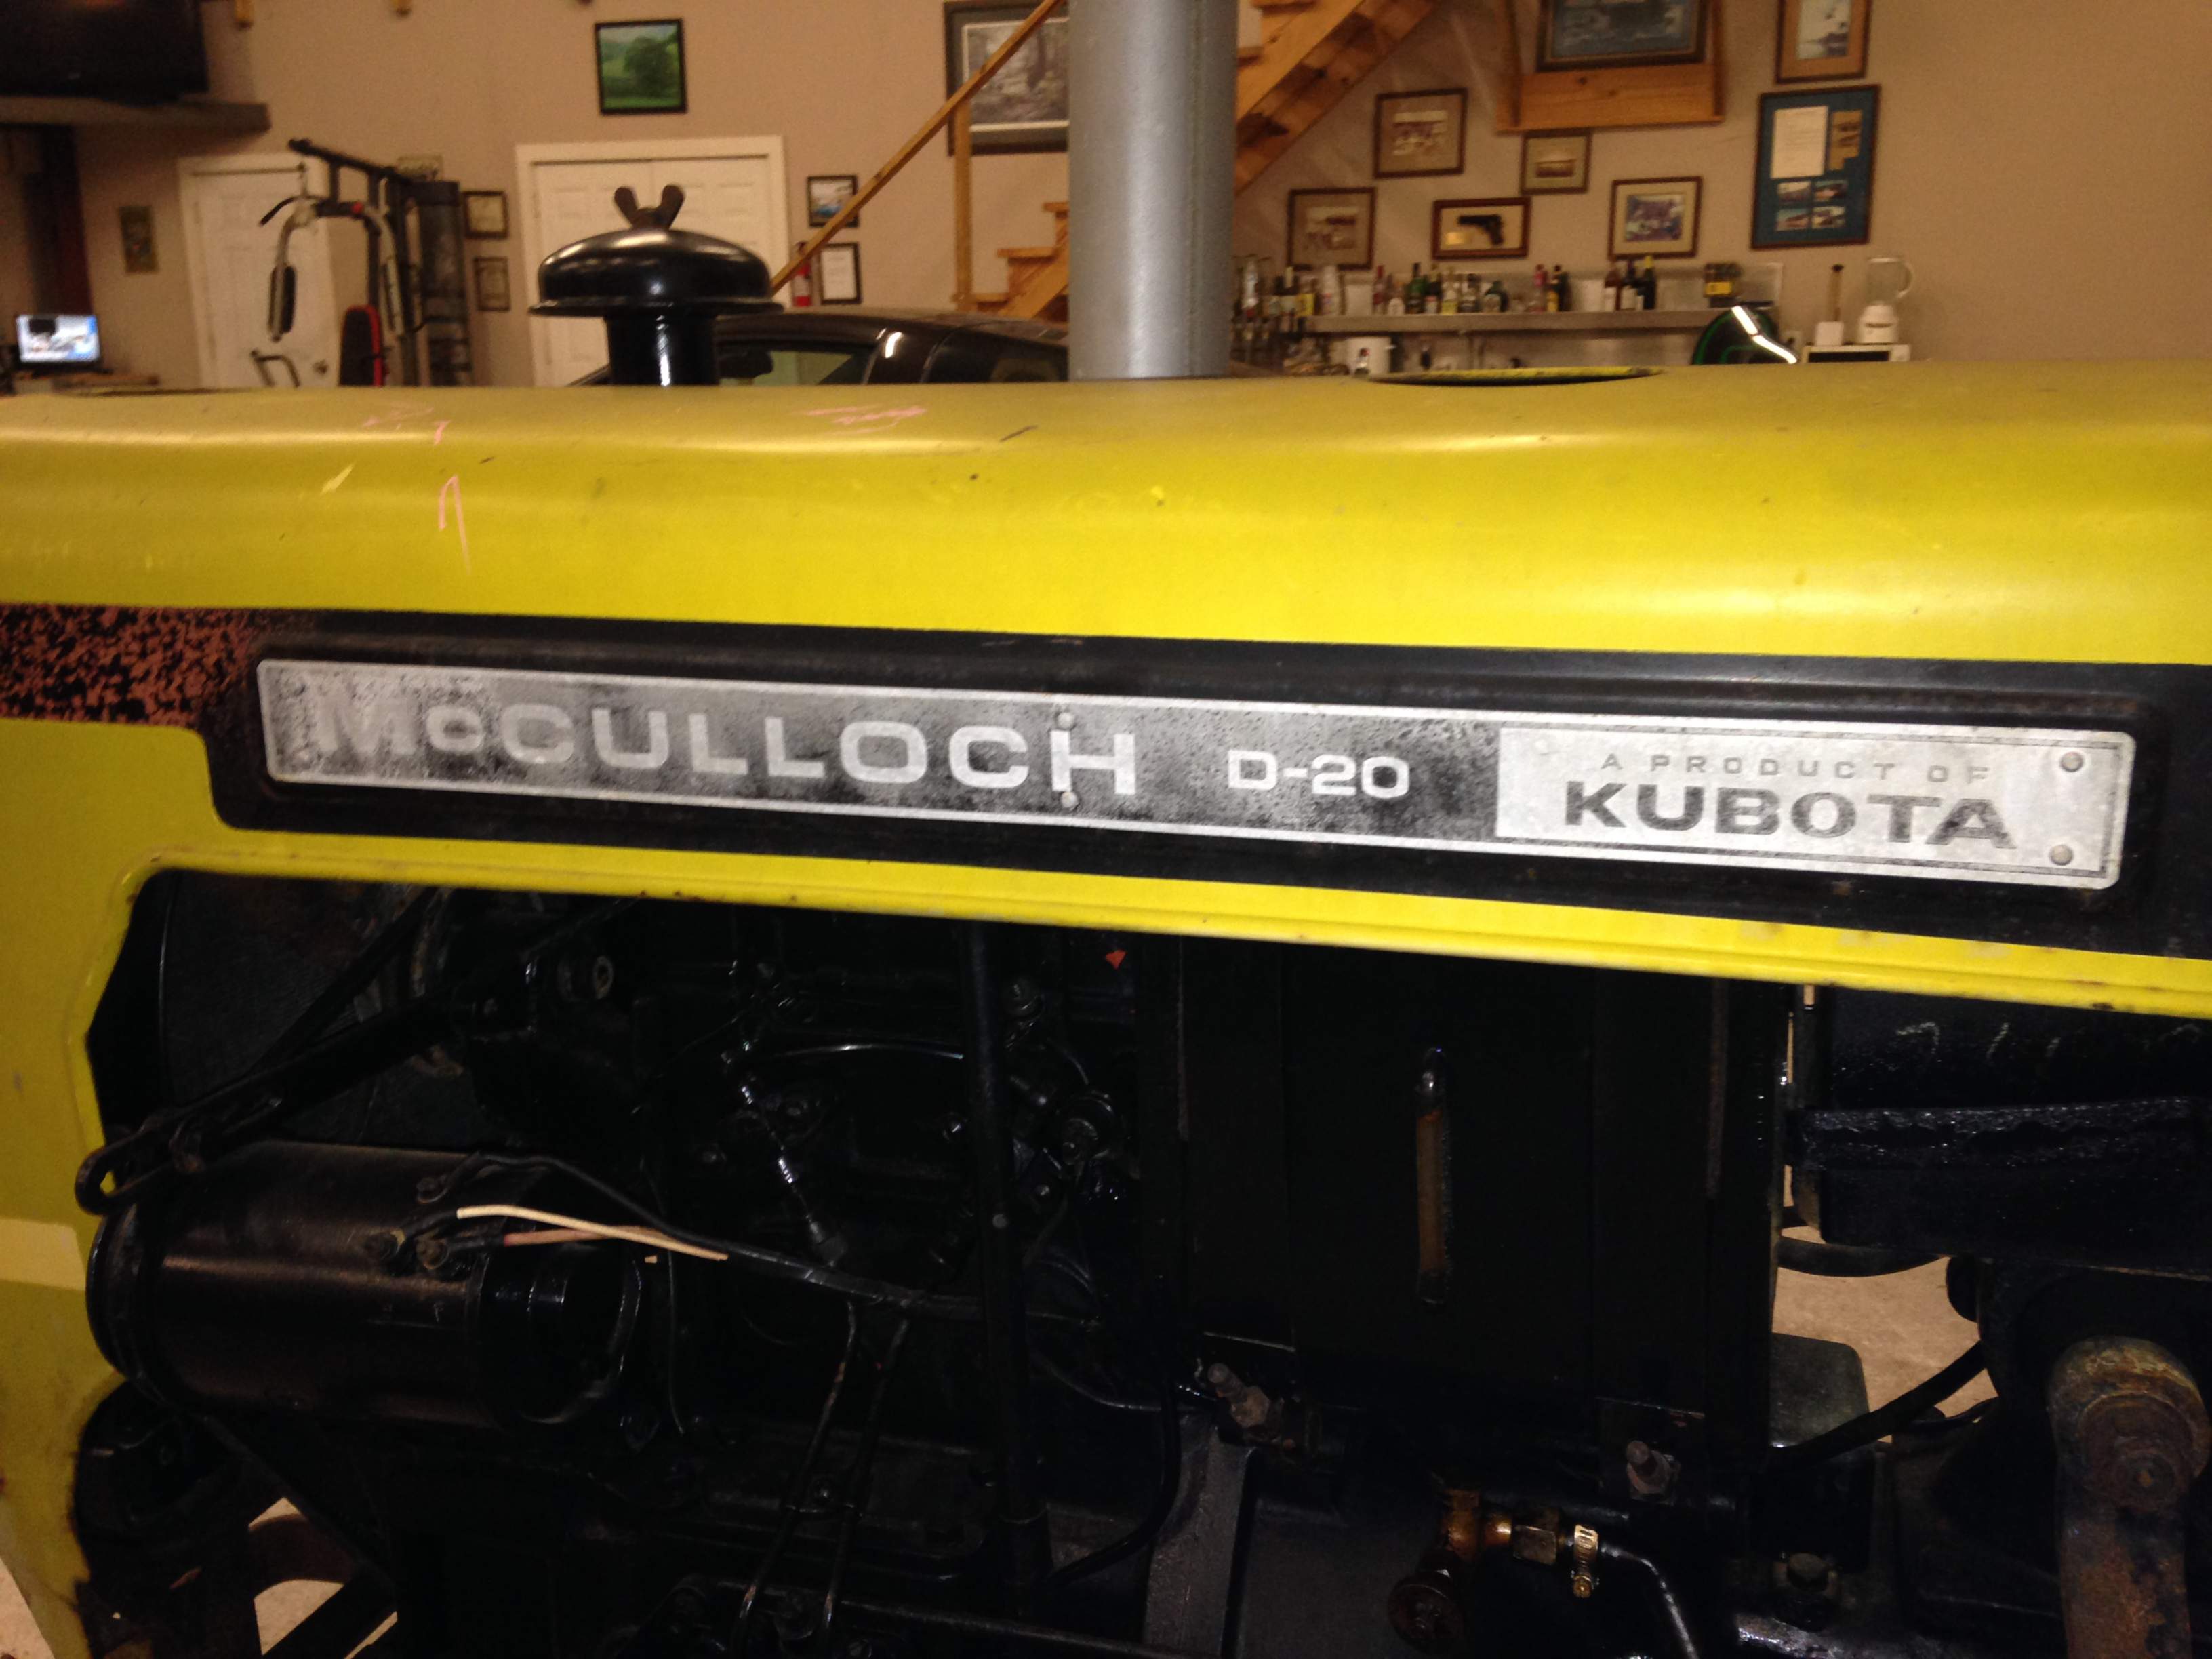 McCULLOCH D-20 A PRODUCT OF
KUBOTA